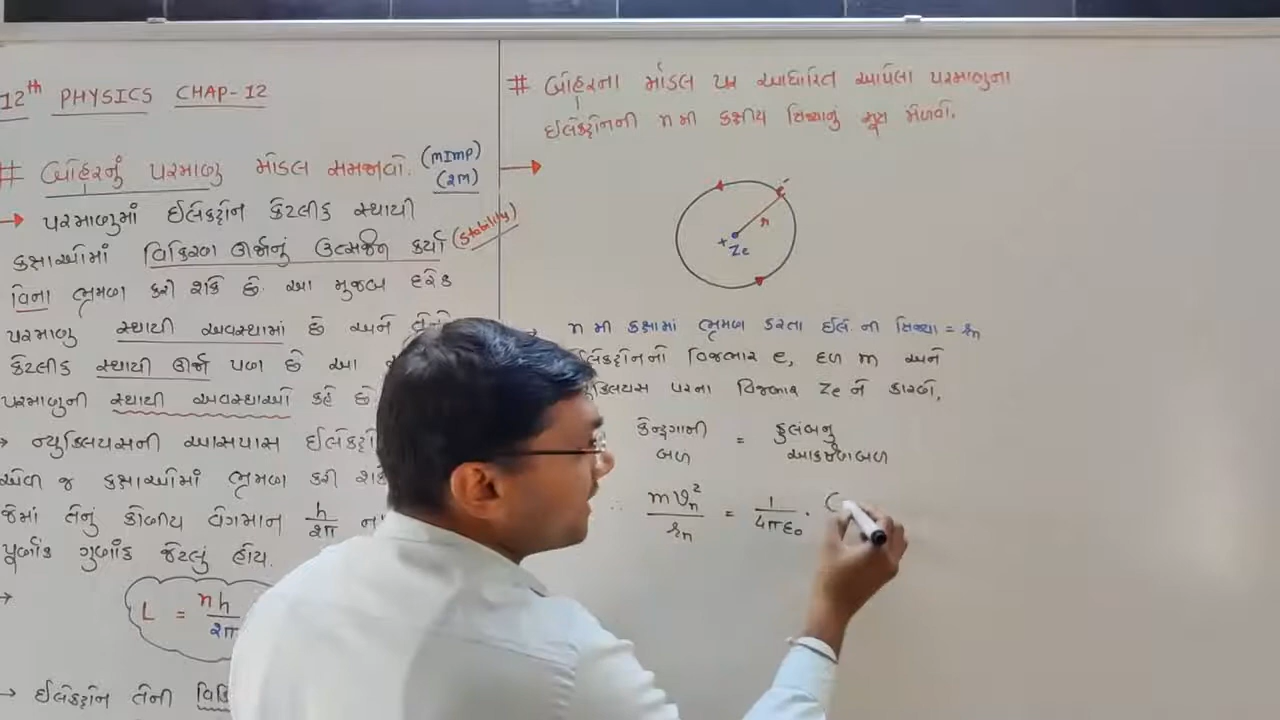 12th PHYSICS CHAP-12
# બોહરનું પરમાણુ મોડલ સમજાવો. (MIMP)
(2M)
→ પરમાણુમાં ઈલેક્ટ્રોન કેટલીક સ્થાયી
કક્ષાઓમાં વિકિરણ ઊર્જાનું ઉત્સર્જન કર્યા (Stability)
વિના ભ્રમણ કરી શકે છે. આ મુજબ દરેક
પરમાણુ સ્થાયી અવસ્થામાં છે અને તેને
કેટલીક સ્થાયી ઊર્જા પણ છે આ
પરમાણુની સ્થાયી અવસ્થાઓ કહે છે
→ ન્યુક્લિયસની આસપાસ ઈલેક્ટ્રો
એવી જ કક્ષાઓમાં ભ્રમણ કરી શકે
જેમાં તેનું કોણીય વેગમાન h/2π ના
પૂર્ણાંક ગુણાંક જેટલું હોય.
→ L = nh/2π
→ ઈલેક્ટ્રોન તેની વિકિ
# બોહરના મોડલ પર આધારિત આપેલા પરમાણુના
ઈલેક્ટ્રોનની n મી કક્ષીય ત્રિજ્યાનું સૂત્ર મેળવો.
→
e⁻
r
+
Ze
n મી કક્ષામાં ભ્રમણ કરતા ઈલે ની ત્રિજ્યા = rn
ઈલેક્ટ્રોનનો વિજભાર e, દળ m અને
ક્લિયસ પરના વિજભાર Ze ને કારણે,
કેન્દ્રગામી = કુલંબનુ
બળ આકર્ષણબળ
∴ mvn²/rn = 1/4πε₀ · (